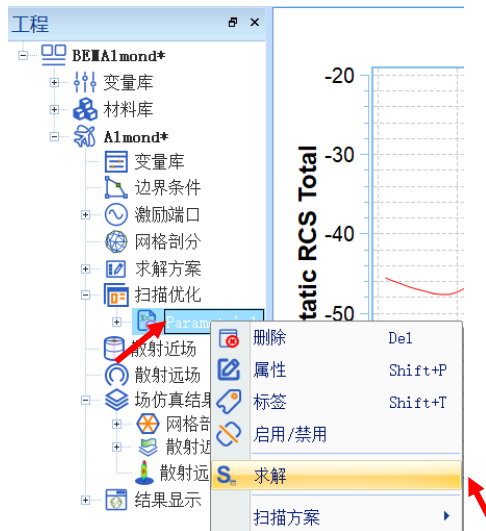 工程
BEMAlmond*
变量库
材料库
Almond*
变量库
边界条件
激励端口
网格剖分
求解方案
扫描优化
散射近场
散射远场
场仿真结果
网格剖
散射近
散射远
结果显示
删除 Del
属性 Shift+P
标签 Shift+T
启用/禁用
求解
扫描方案
-20
-30
-40
-50
tatic RCS Total